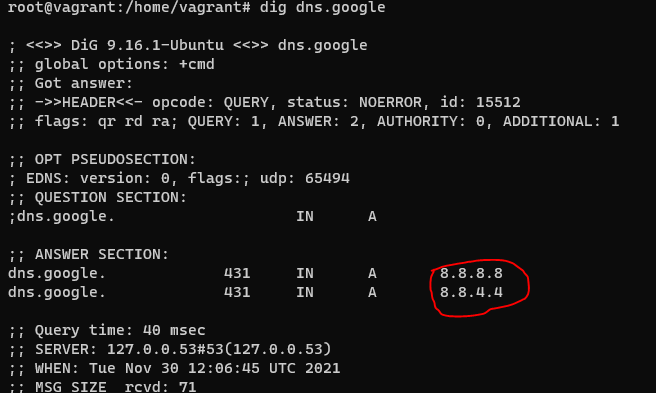 root@vagrant:/home/vagrant# dig dns.google
; <<>> DiG 9.16.1-Ubuntu <<>> dns.google
;; global options: +cmd
;; Got answer:
;; ->>HEADER<<- opcode: QUERY, status: NOERROR, id: 15512
;; flags: qr rd ra; QUERY: 1, ANSWER: 2, AUTHORITY: 0, ADDITIONAL: 1
;; OPT PSEUDOSECTION:
; EDNS: version: 0, flags:; udp: 65494
;; QUESTION SECTION:
;dns.google. IN A
;; ANSWER SECTION:
dns.google. 431 IN A 8.8.8.8
dns.google. 431 IN A 8.8.4.4
;; Query time: 40 msec
;; SERVER: 127.0.0.53#53(127.0.0.53)
;; WHEN: Tue Nov 30 12:06:45 UTC 2021
;; MSG SIZE rcvd: 71